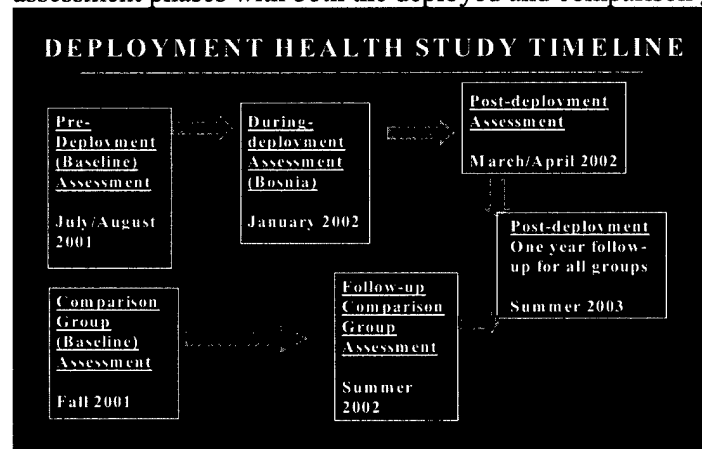 assessment phases with both the deployed and comparison
DEPLOYMENT HEALTH STUDY TIMELINE
Pre-
Deployment
(Baseline)
Assessment
July/August
2001
During-
deployment
Assessment
(Bosnia)
January 2002
Post-deployment
Assessment
March/April 2002
Post-deployment
One year follow-
up for all groups
Summer 2003
Comparison
Group
(Baseline)
Assessment
Fall 2001
Follow-up
Comparison
Group
Assessment
Summer
2002